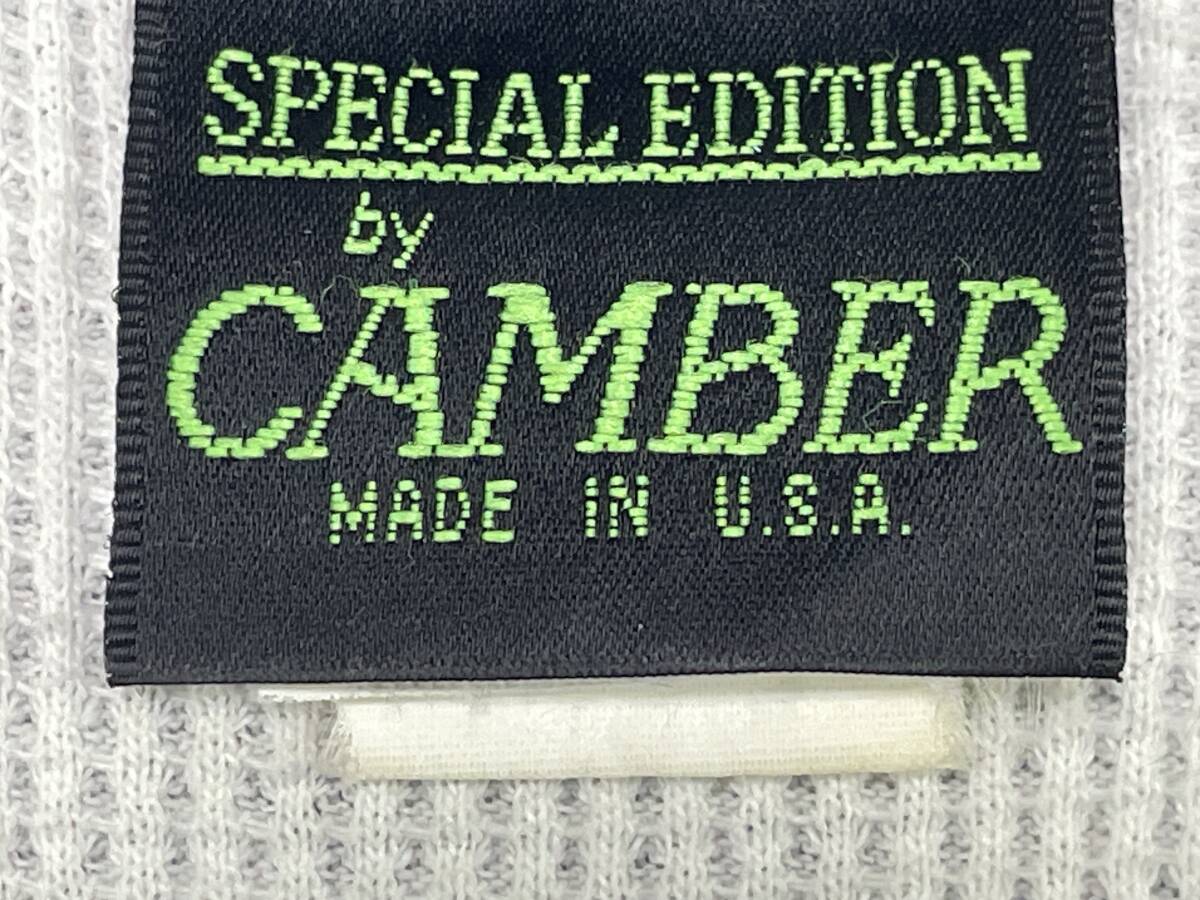 SPECIAL EDITION
by
CAMBER
MADE IN U.S.A.